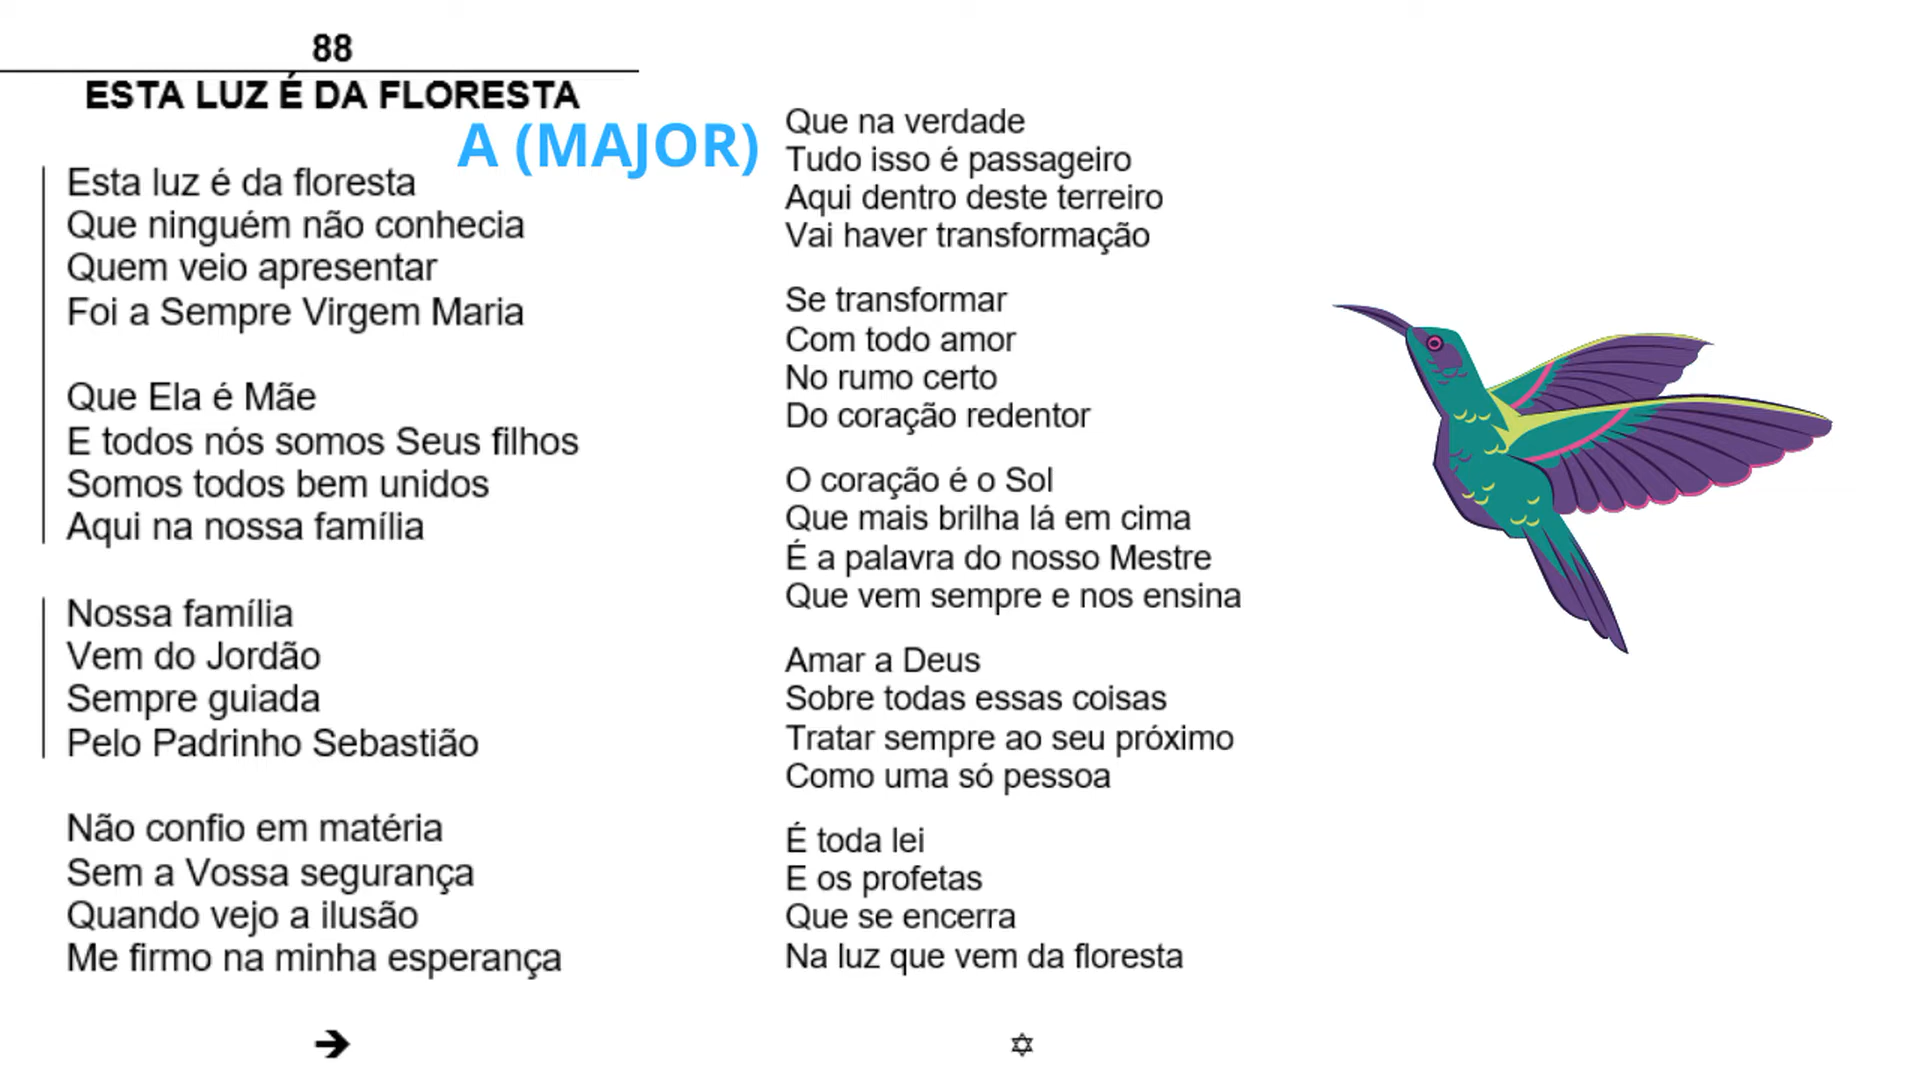 88
ESTA LUZ É DA FLORESTA
A (MAJOR)
Esta luz é da floresta
Que ninguém não conhecia
Quem veio apresentar
Foi a Sempre Virgem Maria
Que Ela é Mãe
E todos nós somos Seus filhos
Somos todos bem unidos
Aqui na nossa família
Nossa família
Vem do Jordão
Sempre guiada
Pelo Padrinho Sebastião
Não confio em matéria
Sem a Vossa segurança
Quando vejo a ilusão
Me firmo na minha esperança
Que na verdade
Tudo isso é passageiro
Aqui dentro deste terreiro
Vai haver transformação
Se transformar
Com todo amor
No rumo certo
Do coração redentor
O coração é o Sol
Que mais brilha lá em cima
É a palavra do nosso Mestre
Que vem sempre e nos ensina
Amar a Deus
Sobre todas essas coisas
Tratar sempre ao seu próximo
Como uma só pessoa
É toda lei
E os profetas
Que se encerra
Na luz que vem da floresta